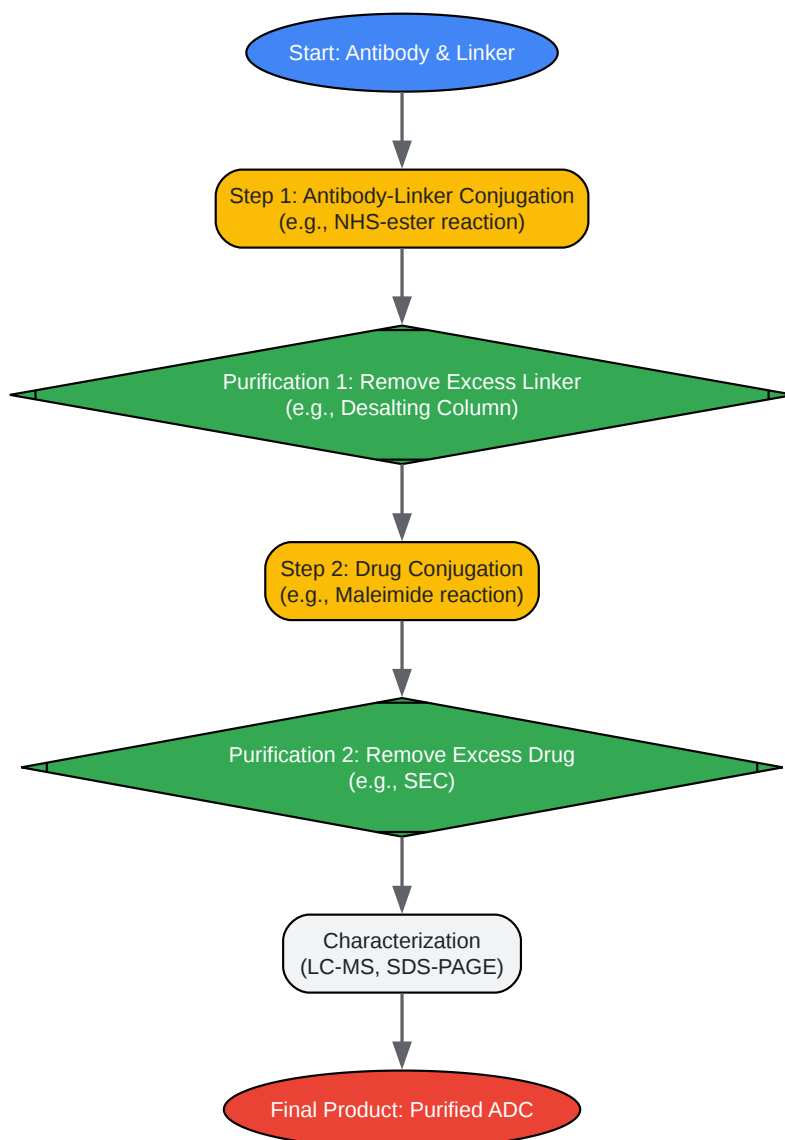 Start: Antibody & Linker
Step 1: Antibody-Linker Conjugation
(e.g., NHS-ester reaction)
Purification 1: Remove Excess Linker
(e.g., Desalting Column)
Step 2: Drug Conjugation
(e.g., Maleimide reaction)
Purification 2: Remove Excess Drug
(e.g., SEC)
Characterization
(LC-MS, SDS-PAGE)
Final Product: Purified ADC